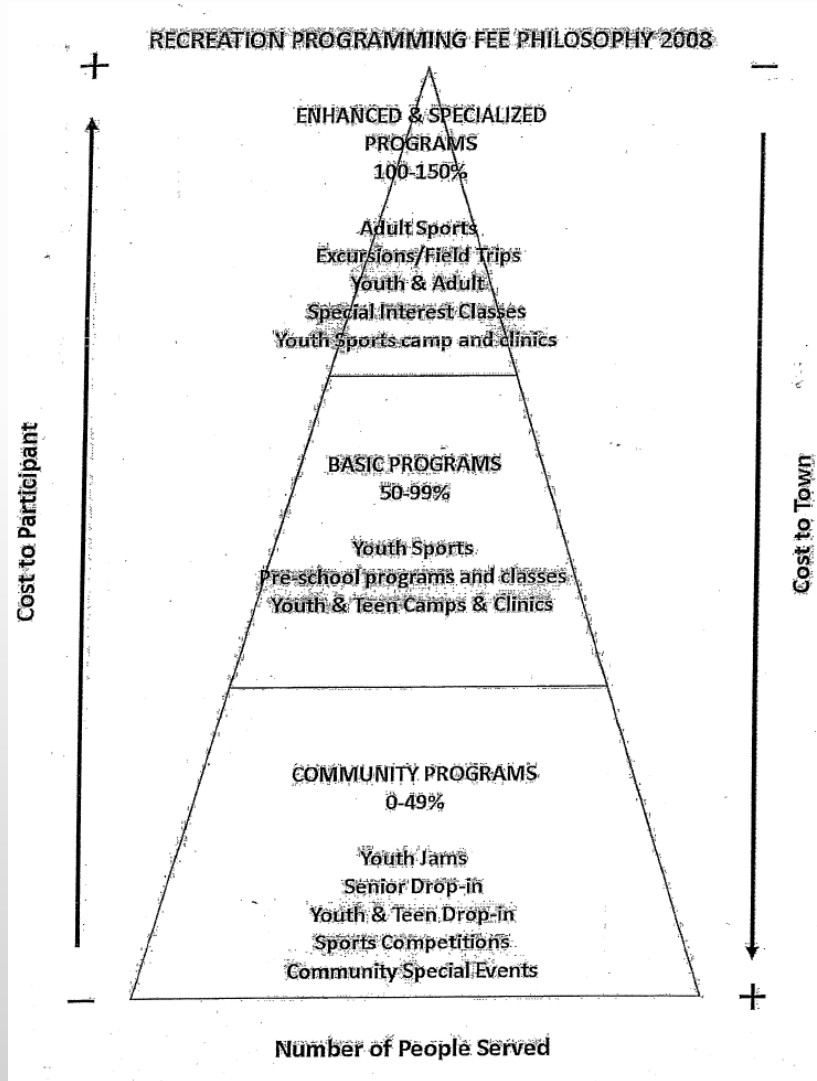 RECREATION PROGRAMMING FEE PHILOSOPHY 2008
+
−
ENHANCED & SPECIALIZED
PROGRAMS
100-150%
Adult Sports
Excursions/Field Trips
Youth & Adult
Special Interest Classes
Youth Sports camp and clinics
Cost to Participant
Cost to Town
BASIC PROGRAMS
50-99%
Youth Sports
Pre-school programs and classes
Youth & Teen Camps & Clinics
COMMUNITY PROGRAMS
0-49%
Youth Jams
Senior Drop-in
Youth & Teen Drop-in
Sports Competitions
Community Special Events
−
+
Number of People Served